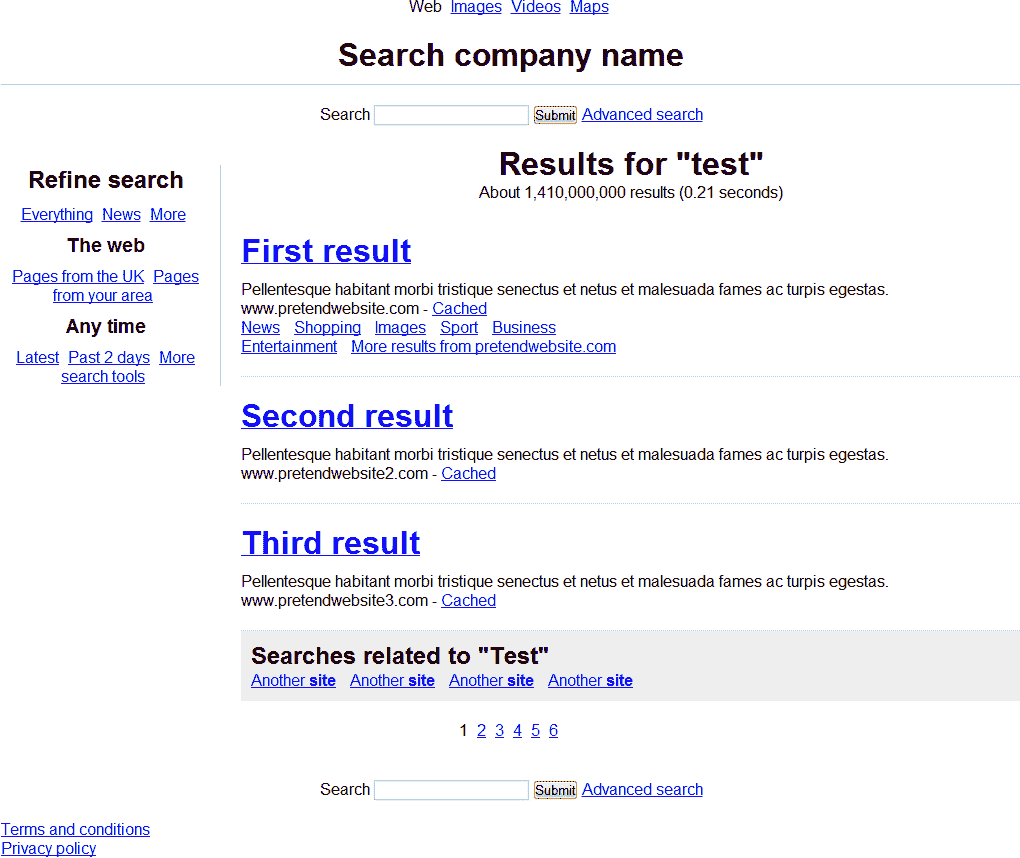 Web Images Videos Maps
Search company name
Search Submit Advanced search
Refine search
Everything News More
The web
Pages from the UK Pages
from your area
Any time
Latest Past 2 days More
search tools
Results for "test"
About 1,410,000,000 results (0.21 seconds)
First result
Pellentesque habitant morbi tristique senectus et netus et malesuada fames ac turpis egestas.
www.pretendwebsite.com - Cached
News Shopping Images Sport Business
Entertainment More results from pretendwebsite.com
Second result
Pellentesque habitant morbi tristique senectus et netus et malesuada fames ac turpis egestas.
www.pretendwebsite2.com - Cached
Third result
Pellentesque habitant morbi tristique senectus et netus et malesuada fames ac turpis egestas.
www.pretendwebsite3.com - Cached
Searches related to "Test"
Another site Another site Another site Another site
1 2 3 4 5 6
Search Submit Advanced search
Terms and conditions
Privacy policy